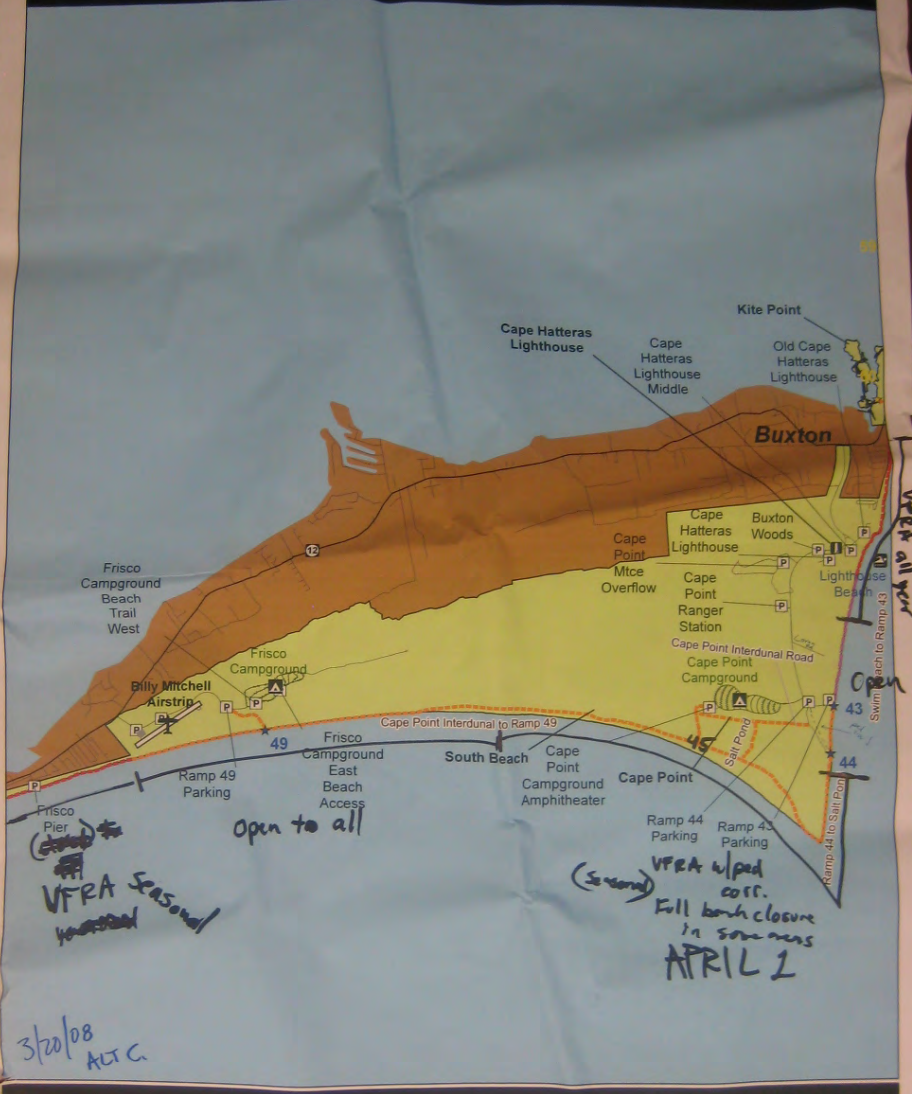 Kite Point
Cape Hatteras
Lighthouse
Cape
Hatteras
Lighthouse
Middle
Old Cape
Hatteras
Lighthouse
Buxton
12
VFRA all year
Cape
Hatteras
Lighthouse
Buxton
Woods
Cape
Point
Mtce
Overflow
Cape
Point
Ranger
Station
Lighthouse
Beach
Frisco
Campground
Beach
Trail
West
Cape Point Interdunal Road
Frisco
Campground
Cape Point
Campground
Billy Mitchell
Airstrip
Open
43
Cape Point Interdunal to Ramp 49
49
45
Salt Pond
44
South Beach
Frisco
Campground
East
Beach
Access
Ramp 49
Parking
Cape
Point
Campground
Amphitheater
Cape Point
Frisco
Pier
Ramp 44
Parking
Ramp 43
Parking
Ramp 44 to Salt Pond
Open to all
VFRA Seasonal
(Seasonal)
VFRA w/ped
corr.
Full beach closure
in some areas
APRIL 1
3/20/08
ALT C.